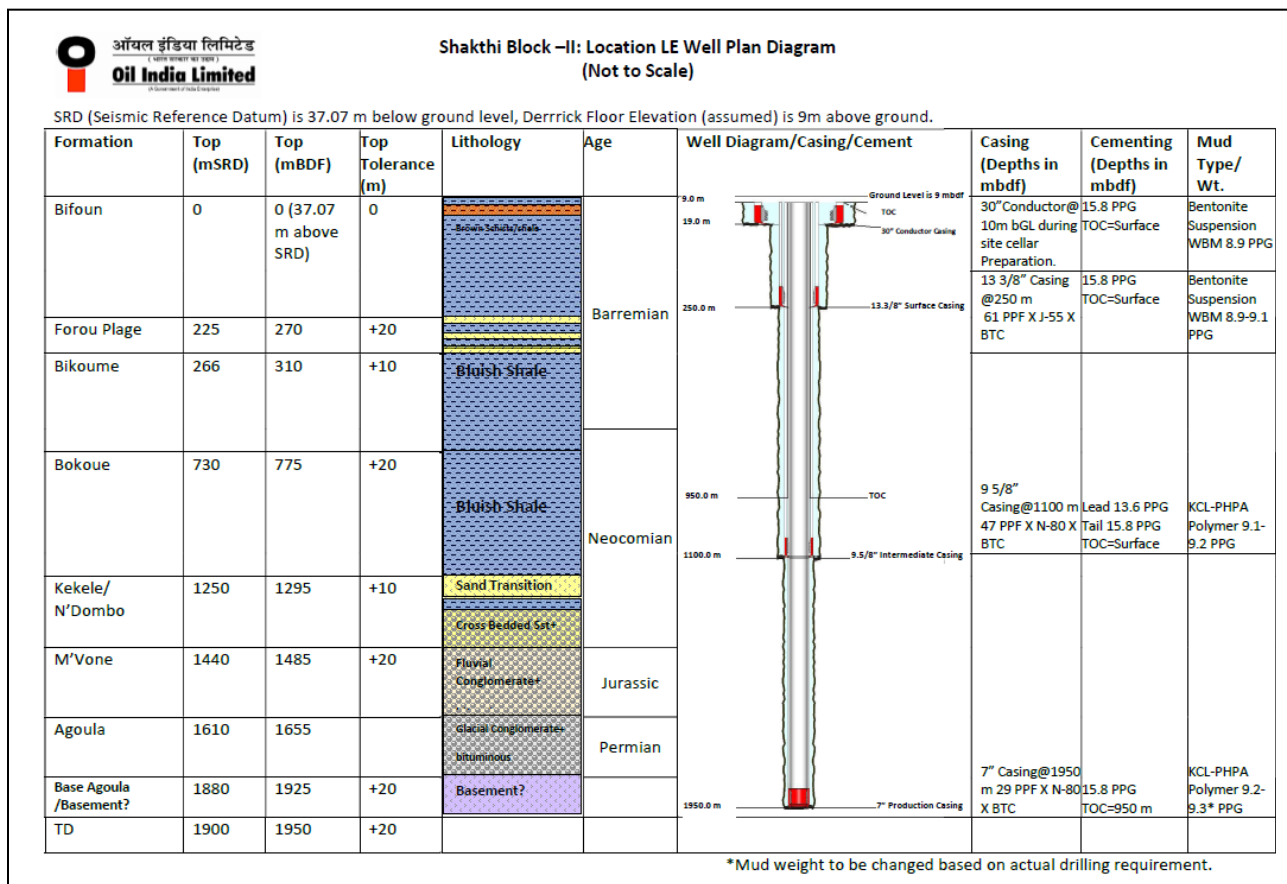 ऑयल इंडिया लिमिटेड
( भारत सरकार का उद्यम )
Oil India Limited
(A Government of India Enterprise)
Shakthi Block –II: Location LE Well Plan Diagram
(Not to Scale)
SRD (Seismic Reference Datum) is 37.07 m below ground level, Derrrick Floor Elevation (assumed) is 9m above ground.
Formation
Top
(mSRD)
Top
(mBDF)
Top
Tolerance
(m)
Lithology
Age
Well Diagram/Casing/Cement
Casing
(Depths in
mbdf)
Cementing
(Depths in
mbdf)
Mud
Type/
Wt.
Bifoun
0
0 (37.07
m above
SRD)
0
Brown Schists/shale
Barremian
9.0 m
Ground Level is 9 mbdf
TOC
19.0 m
30" Conductor Casing
30"Conductor@
10m bGL during
site cellar
Preparation.
15.8 PPG
TOC=Surface
Bentonite
Suspension
WBM 8.9 PPG
250.0 m
13.3/8" Surface Casing
13 3/8" Casing
@250 m
61 PPF X J-55 X
BTC
15.8 PPG
TOC=Surface
Bentonite
Suspension
WBM 8.9-9.1
PPG
Forou Plage
225
270
+20
Bikoume
266
310
+10
Bluish Shale
Bokoue
730
775
+20
Bluish Shale
Neocomian
950.0 m
TOC
1100.0 m
9.5/8" Intermediate Casing
9 5/8"
Casing@1100 m
47 PPF X N-80 X
BTC
Lead 13.6 PPG
Tail 15.8 PPG
TOC=Surface
KCL-PHPA
Polymer 9.1-
9.2 PPG
Kekele/
N'Dombo
1250
1295
+10
Sand Transition
Cross Bedded Sst+
M'Vone
1440
1485
+20
Fluvial
Conglomerate+
Jurassic
Agoula
1610
1655
Glacial Conglomerate+
bituminous
Permian
Base Agoula
/Basement?
1880
1925
+20
Basement?
1950.0 m
7" Production Casing
7" Casing@1950
m 29 PPF X N-80
X BTC
15.8 PPG
TOC=950 m
KCL-PHPA
Polymer 9.2-
9.3* PPG
TD
1900
1950
+20
*Mud weight to be changed based on actual drilling requirement.